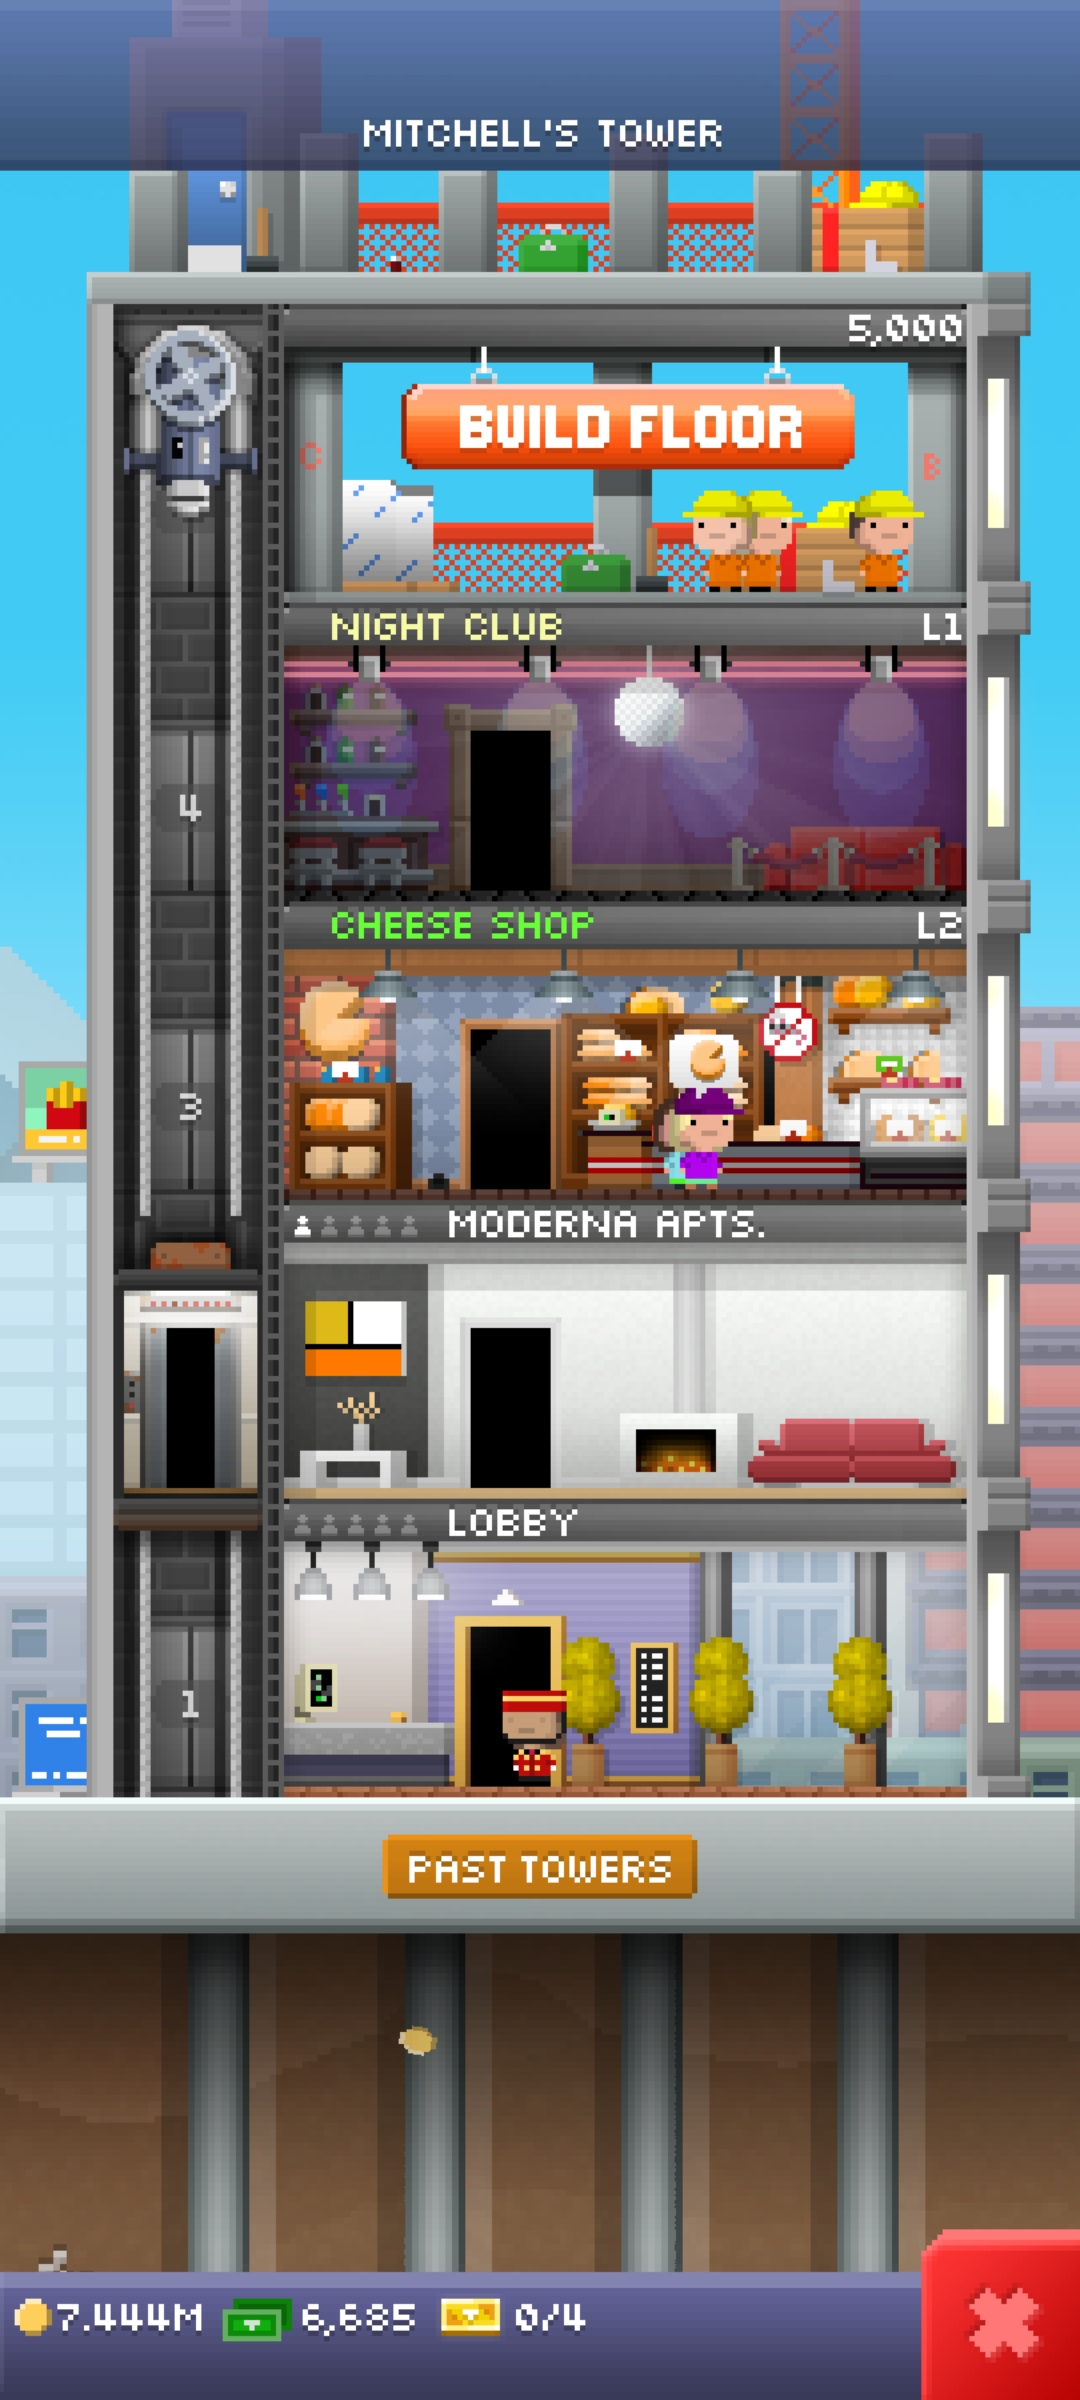 MITCHELL'S TOWER
5,000
BUILD FLOOR
C
B
NIGHT CLUB L1
4
CHEESE SHOP L2
3
MODERNA APTS.
LOBBY
1
PAST TOWERS
7.444M 6,685 0/4